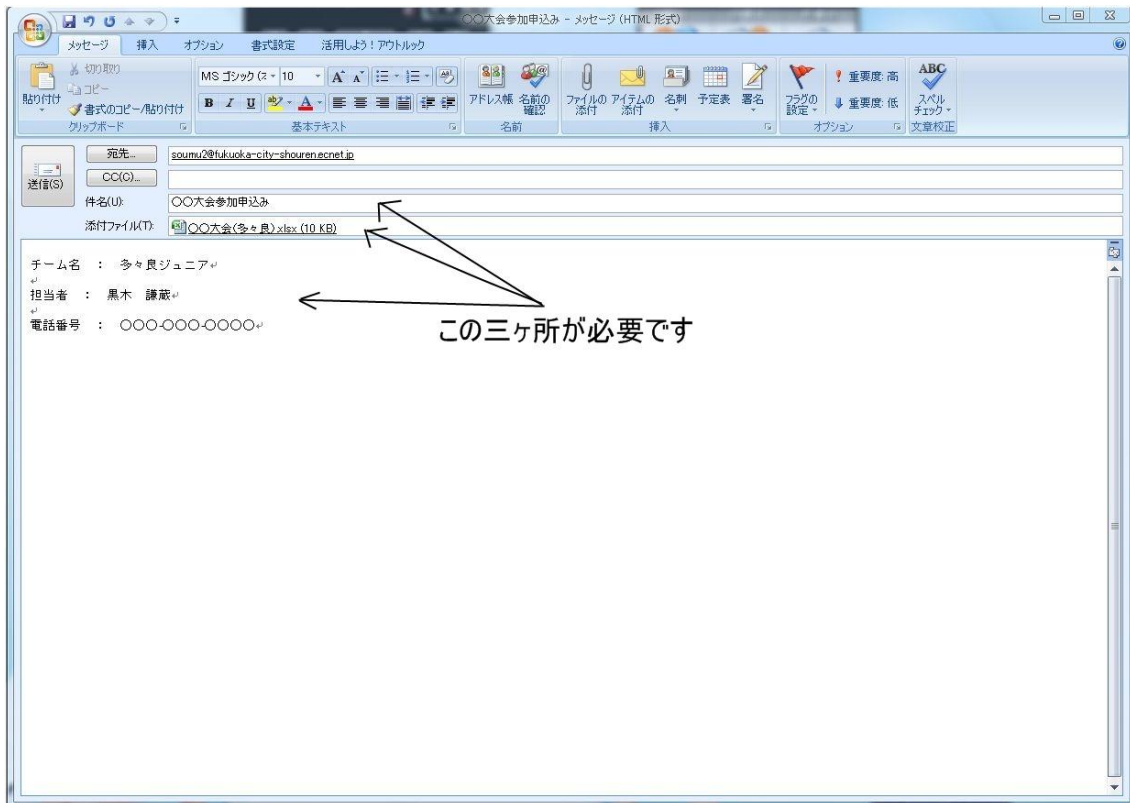 〇〇大会参加申込み - メッセージ (HTML 形式)
メッセージ 挿入 オプション 書式設定 活用しよう!アウトルック
貼り付け
切り取り
コピー
書式のコピー/貼り付け
クリップボード
MS ゴシック (本 10
B I U
基本テキスト
アドレス帳 名前の確認
名前
ファイルの添付 アイテムの添付 名刺 予定表 署名
挿入
フラグの設定
重要度: 高
重要度: 低
オプション
ABC
スペルチェック
文章校正
送信(S)
宛先... soumu2@fukuoka-city-shouren.ecnet.jp
CC(C)...
件名(U): 〇〇大会参加申込み
添付ファイル(T): 〇〇大会(多々良).xlsx (10 KB)
チーム名 : 多々良ジュニア
担当者 : 黒木 謙蔵
電話番号 : 〇〇〇-〇〇〇-〇〇〇〇
この三ヶ所が必要です